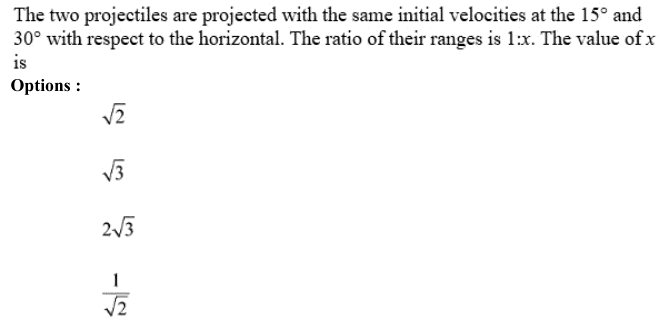 The two projectiles are projected with the same initial velocities at the 15° and
30° with respect to the horizontal. The ratio of their ranges is 1:x. The value of x
is
Options :
√2
√3
2√3
1/√2